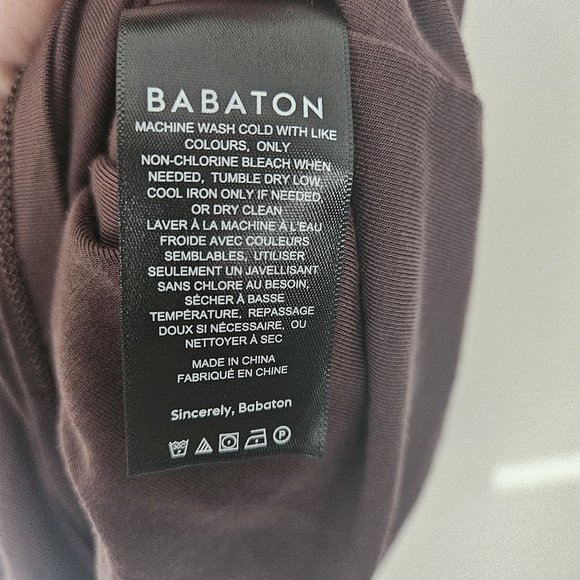 BABATON
MACHINE WASH COLD WITH LIKE
COLOURS, ONLY
NON-CHLORINE BLEACH WHEN
NEEDED, TUMBLE DRY LOW,
COOL IRON ONLY IF NEEDED,
OR DRY CLEAN
LAVER À LA MACHINE À L'EAU
FROIDE AVEC COULEURS
SEMBLABLES, UTILISER
SEULEMENT UN JAVELLISANT
SANS CHLORE AU BESOIN,
SÉCHER À BASSE
TEMPÉRATURE, REPASSAGE
DOUX SI NÉCESSAIRE, OU
NETTOYER À SEC
MADE IN CHINA
FABRIQUÉ EN CHINE
Sincerely, Babaton
30C P